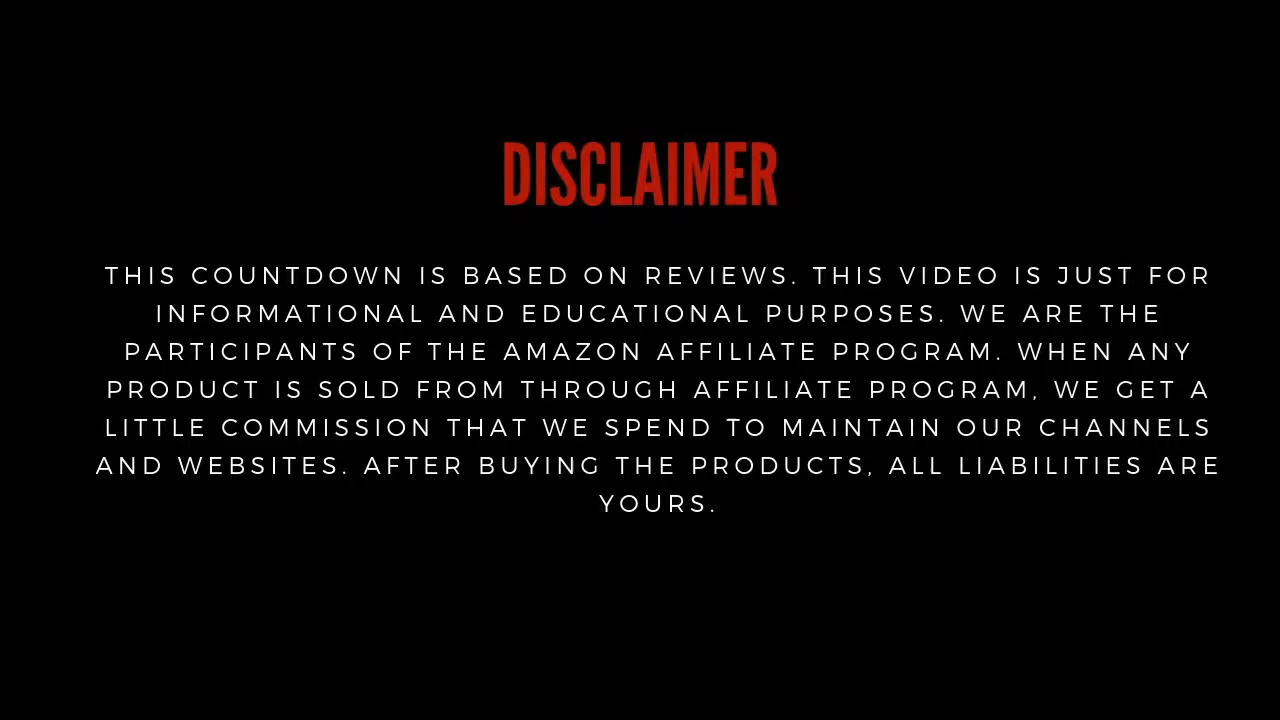 DISCLAIMER
THIS COUNTDOWN IS BASED ON REVIEWS. THIS VIDEO IS JUST FOR
INFORMATIONAL AND EDUCATIONAL PURPOSES. WE ARE THE
PARTICIPANTS OF THE AMAZON AFFILIATE PROGRAM. WHEN ANY
PRODUCT IS SOLD FROM THROUGH AFFILIATE PROGRAM, WE GET A
LITTLE COMMISSION THAT WE SPEND TO MAINTAIN OUR CHANNELS
AND WEBSITES. AFTER BUYING THE PRODUCTS, ALL LIABILITIES ARE
YOURS.